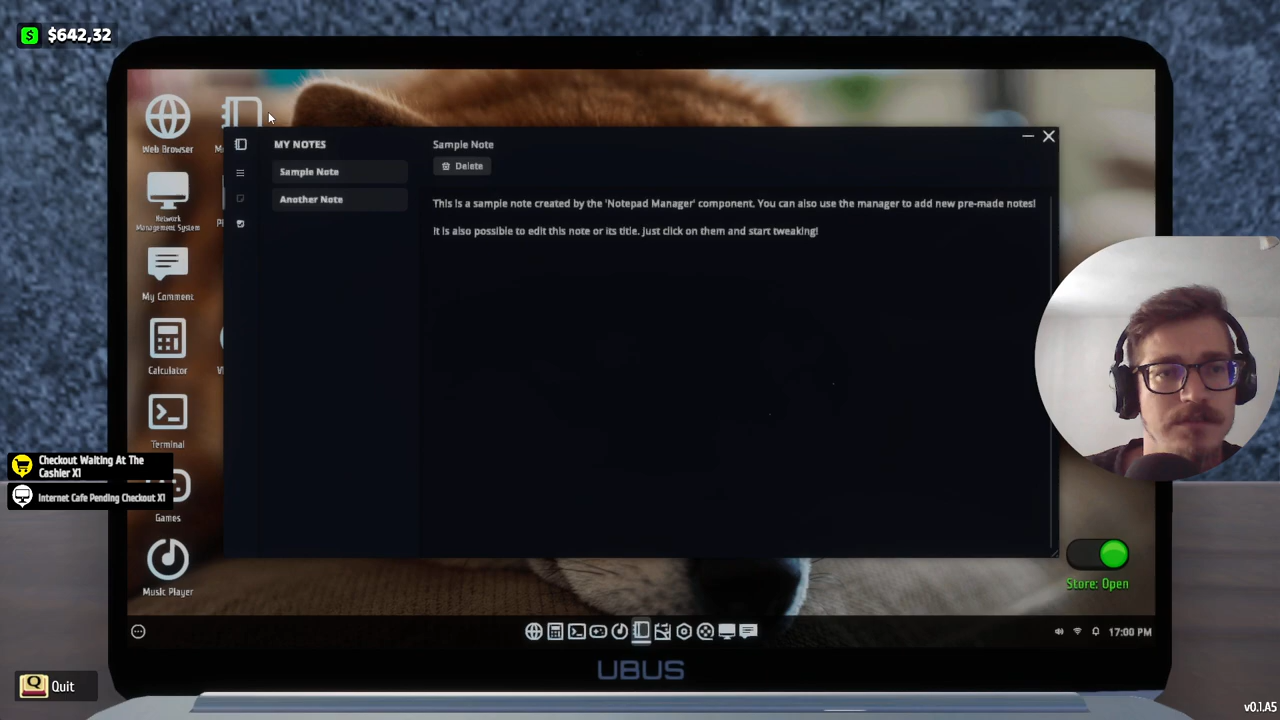 $642,32
Web Browser
Network
Management System
My Comment
Calculator
Terminal
Games
Music Player
MY NOTES
Sample Note
Another Note
Sample Note
Delete
This is a sample note created by the 'Notepad Manager' component. You can also use the manager to add new pre-made notes!
It is also possible to edit this note or its title. Just click on them and start tweaking!
Checkout Waiting At The
Cashier X1
Internet Cafe Pending Checkout X1
Store: Open
17:00 PM
UBUS
Q Quit
v0.1.A5